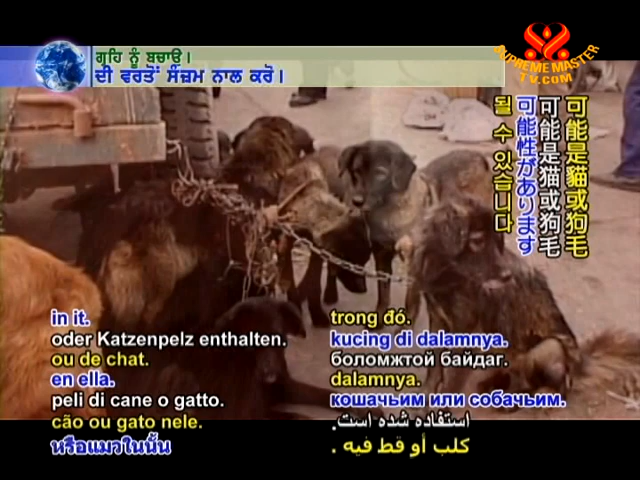 ਗ੍ਰਹਿ ਨੂੰ ਬਚਾਓ।
ਦੀ ਵਰਤੋਂ ਸੰਜ਼ਮ ਨਾਲ ਕਰੋ।
SUPREME MASTER
TV.COM
可能是貓或狗毛
可能是猫或狗毛
可能性があります
될 수 있습니다
in it.
oder Katzenpelz enthalten.
ou de chat.
en ella.
peli di cane o gatto.
cão ou gato nele.
หรือแมวในนั้น
trong đó.
kucing di dalamnya.
боломжтой байдаг.
dalamnya.
кошачьим или собачьим.
استفاده شده است.
كلب أو قط فيه .